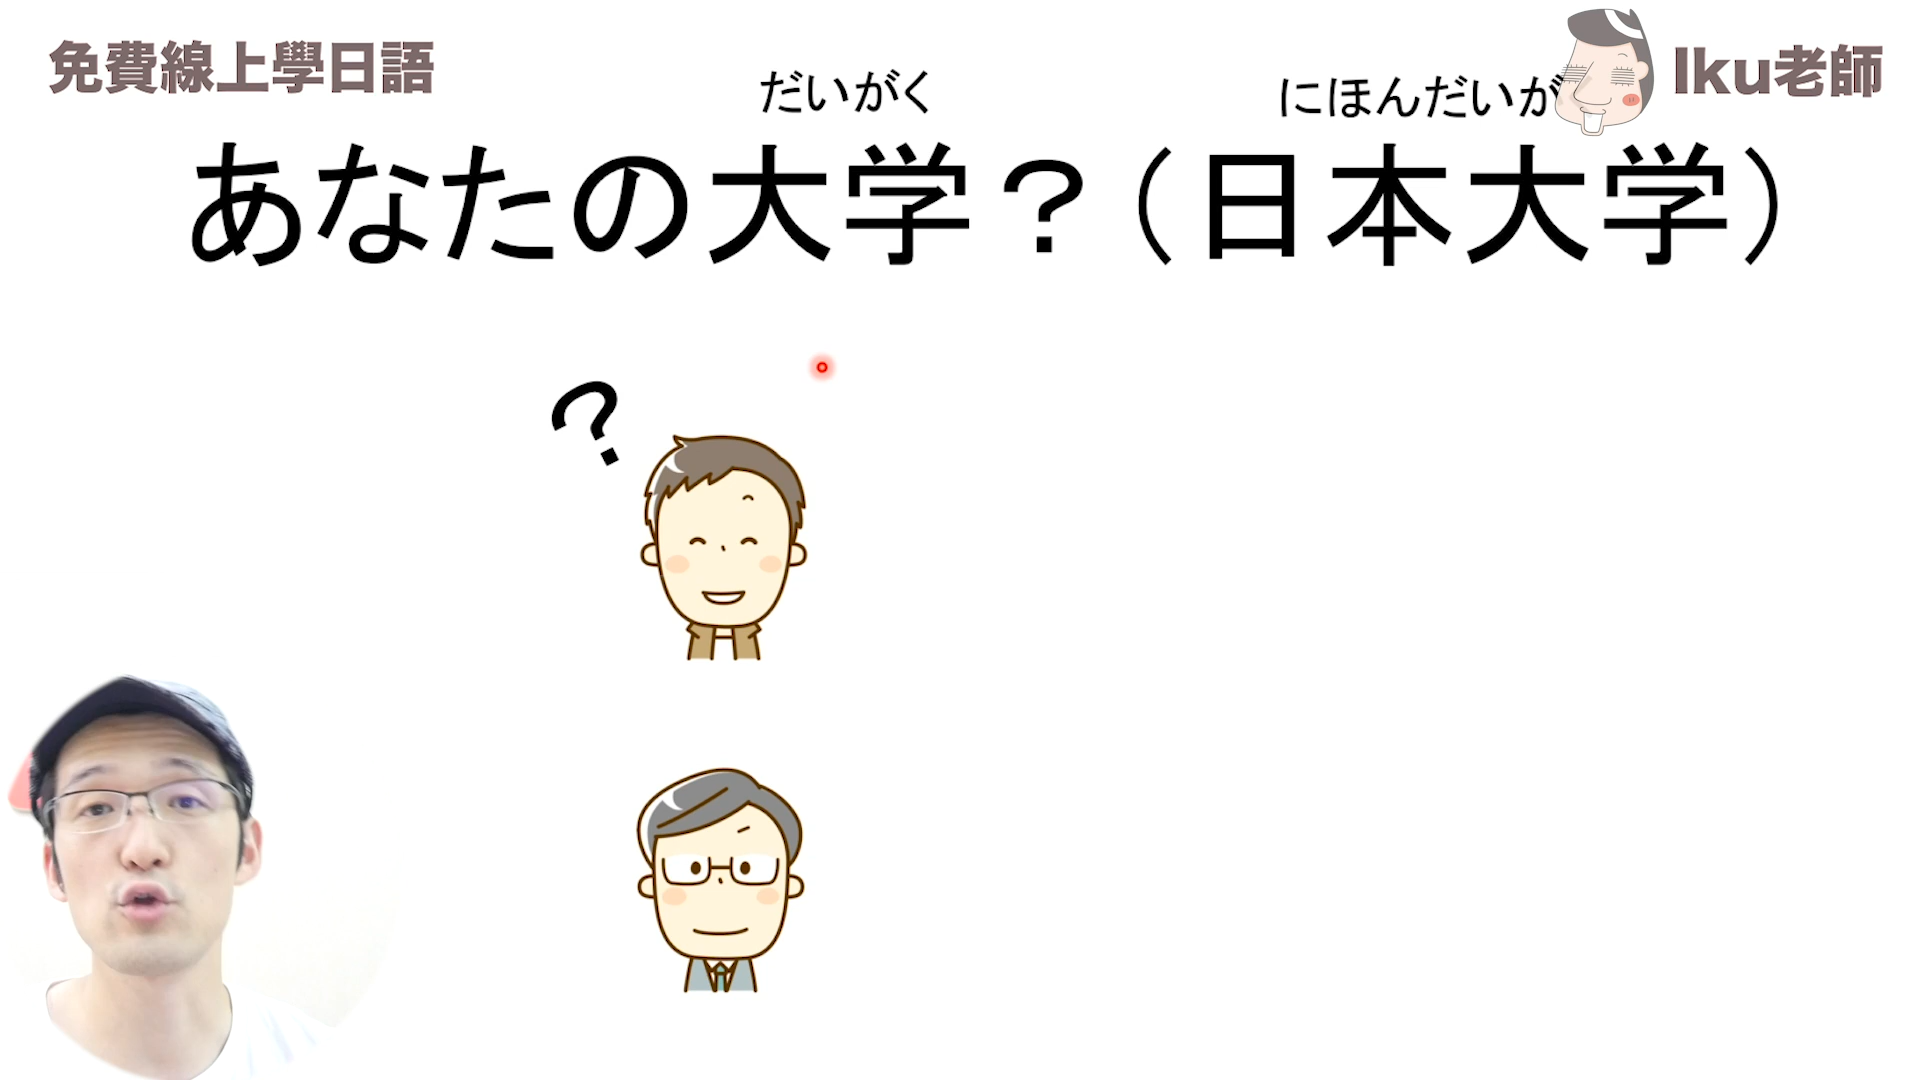 免費線上學日語
Iku老師
だいがく
にほんだいが
あなたの大学？（日本大学）
?